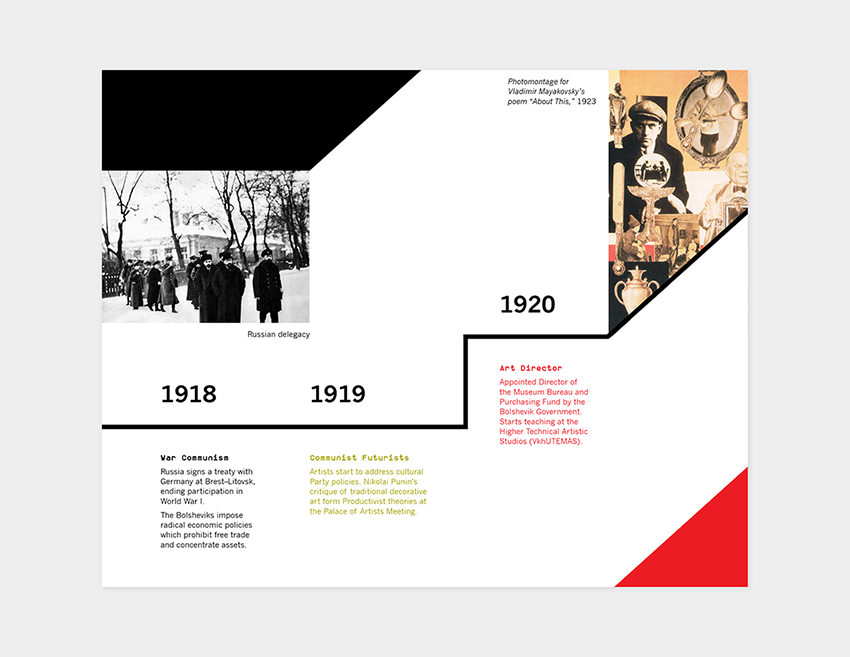 Photomontage for
Vladimir Mayakovsky's
poem “About This,” 1923
Russian delegacy
1918
1919
1920
War Communism
Russia signs a treaty with
Germany at Brest–Litovsk,
ending participation in
World War I.
The Bolsheviks impose
radical economic policies
which prohibit free trade
and concentrate assets.
Communist Futurists
Artists start to address cultural
Party policies. Nikolai Punin's
critique of traditional decorative
art form Productivist theories at
the Palace of Artists Meeting.
Art Director
Appointed Director of
the Museum Bureau and
Purchasing Fund by the
Bolshevik Government.
Starts teaching at the
Higher Technical Artistic
Studios (VkhUTEMAS).